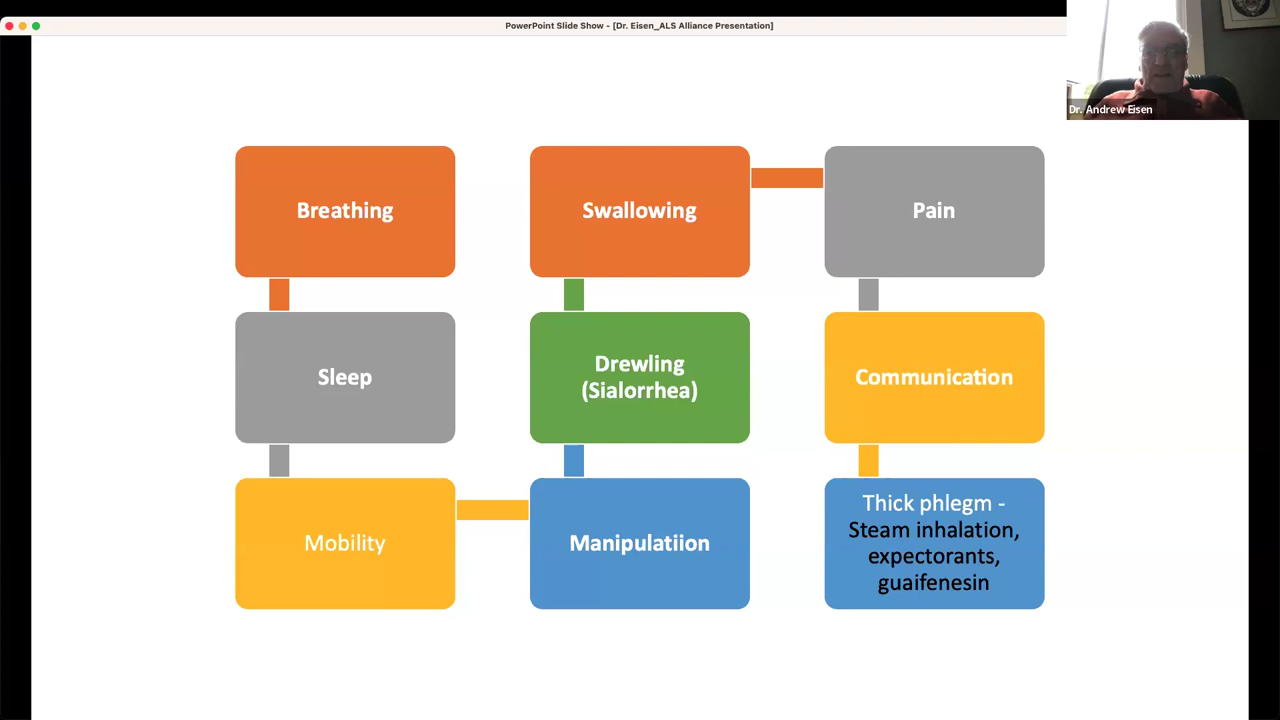 PowerPoint Slide Show - [Dr. Eisen_ALS Alliance Presentation]
Dr. Andrew Eisen
Breathing
Swallowing
Pain
Sleep
Drewling
(Sialorrhea)
Communication
Mobility
Manipulatiion
Thick phlegm -
Steam inhalation,
expectorants,
guaifenesin